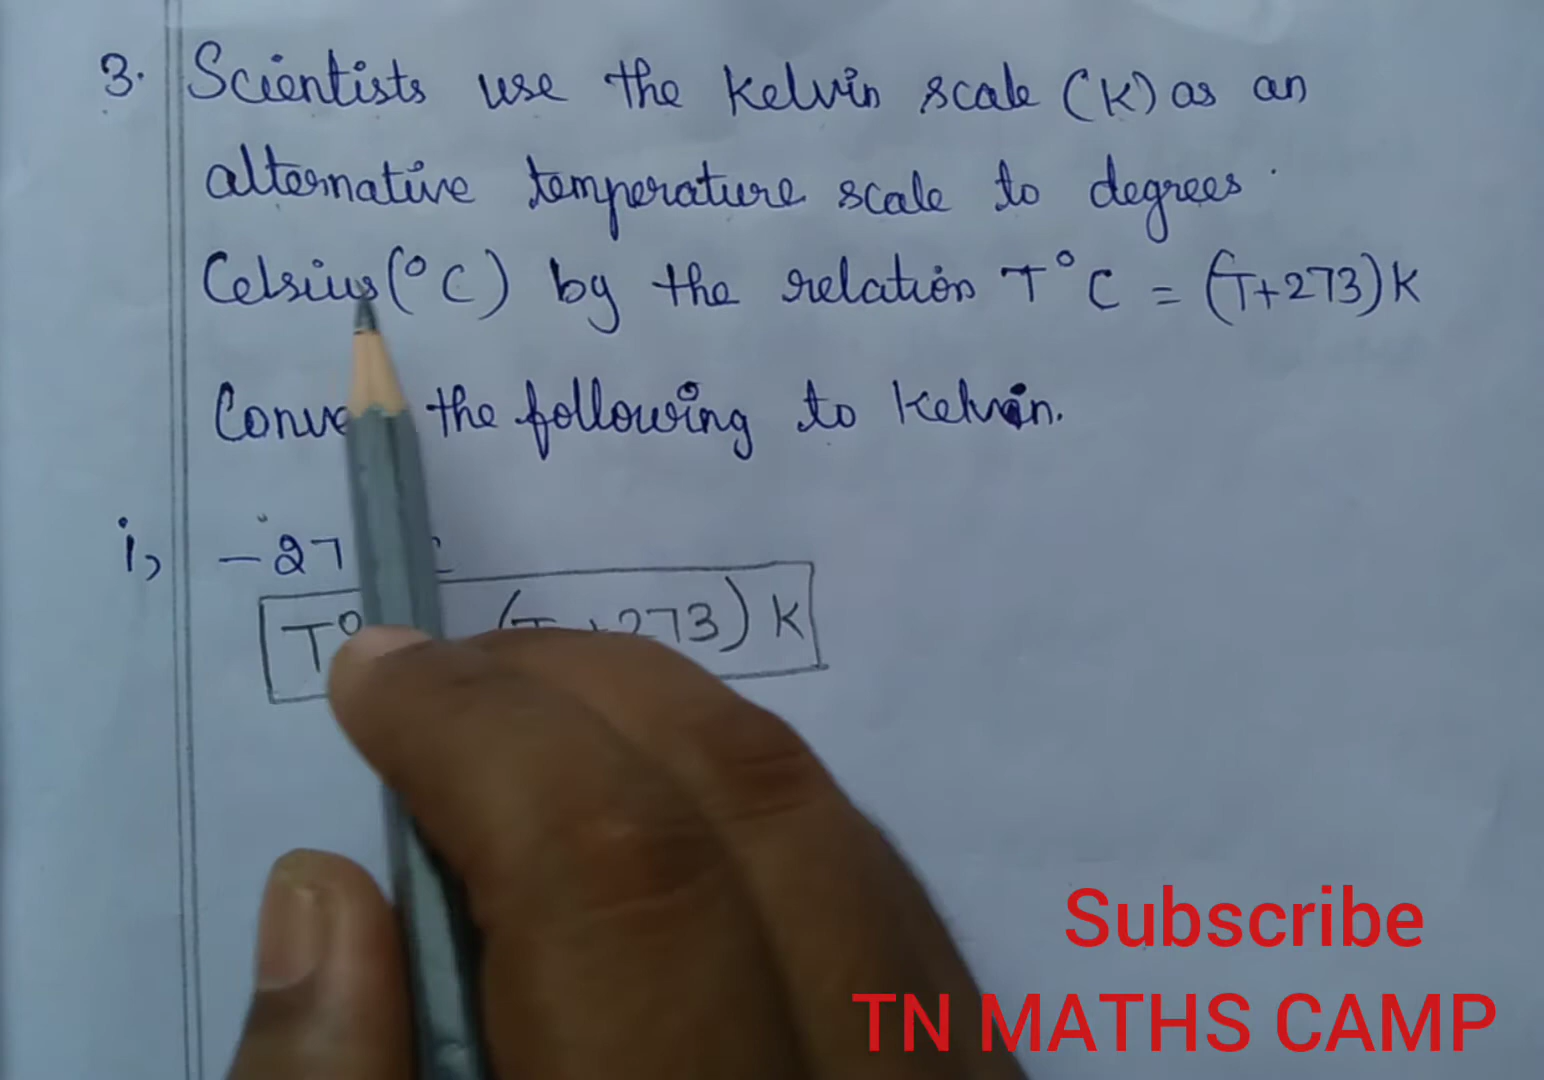 3. Scientists use the Kelvin scale (K) as an
alternative temperature scale to degrees
Celsius (°C) by the relation T°C = (T+273)K
the following to Kelvin.
i,
+273) K
Subscribe
TN MATHS CAMP